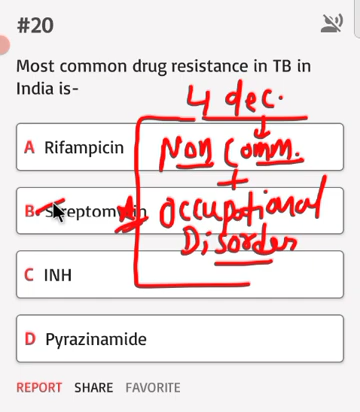 #20
Most common drug resistance in TB in
India is-
4 dec.
A Rifampicin
Non Comm.
+
B Streptomycin
Occupational
Disorder
C INH
D Pyrazinamide
REPORT SHARE FAVORITE